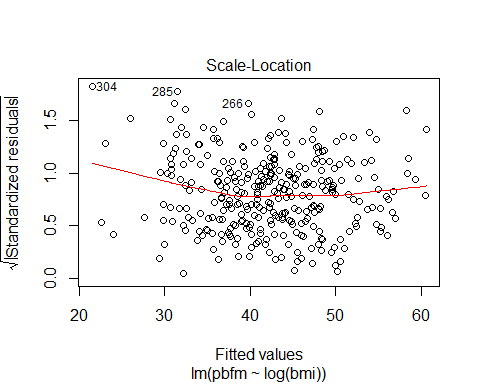 Scale-Location
304
285
266
√|Standardized residuals|
0.0 0.5 1.0 1.5
20 30 40 50 60
Fitted values
lm(pbfm ~ log(bmi))